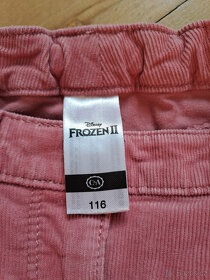 Disney
FROZEN II
C&A
116